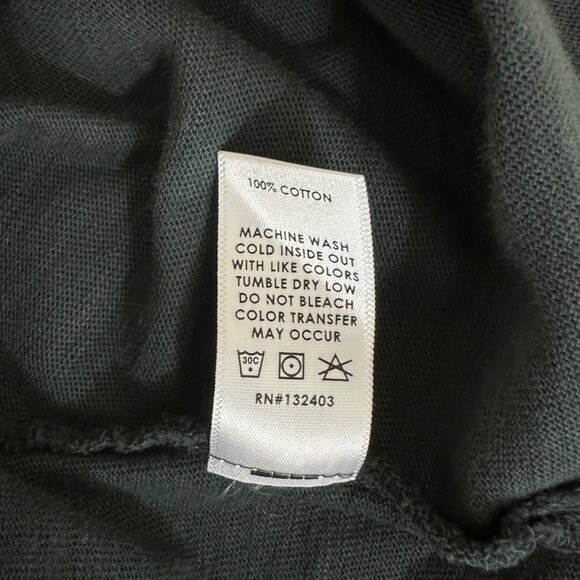 100% COTTON
MACHINE WASH
COLD INSIDE OUT
WITH LIKE COLORS
TUMBLE DRY LOW
DO NOT BLEACH
COLOR TRANSFER
MAY OCCUR
30C
RN#132403